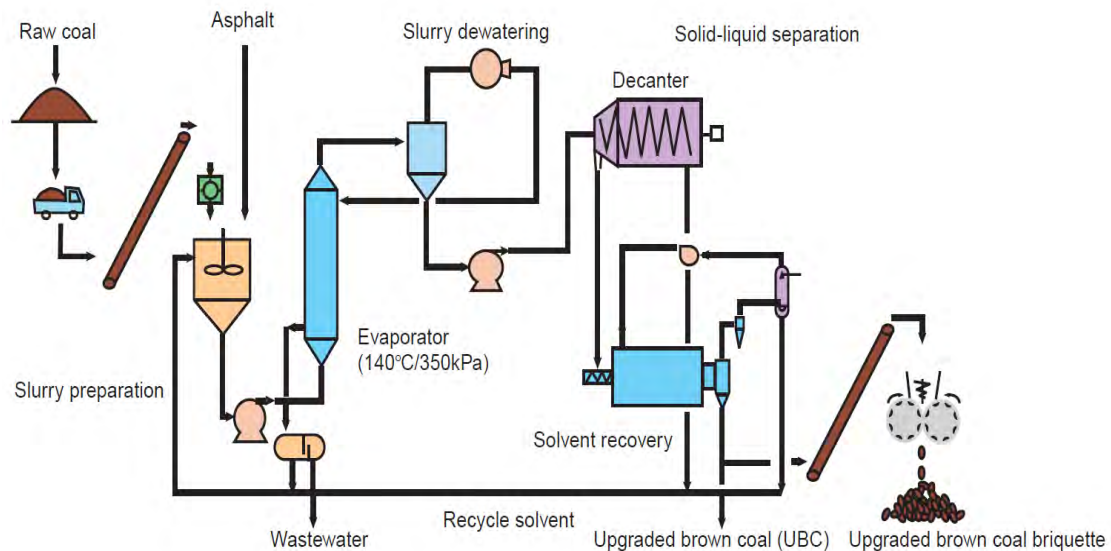 Raw coal
Asphalt
Slurry dewatering
Solid-liquid separation
Decanter
Evaporator
(140℃/350kPa)
Slurry preparation
Solvent recovery
Recycle solvent
Wastewater
Upgraded brown coal (UBC)
Upgraded brown coal briquette